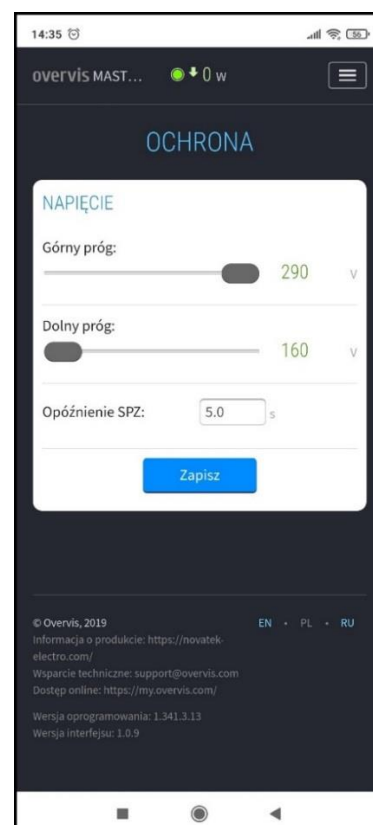 14:35
56
overvis MAST... 0 w
OCHRONA
NAPIĘCIE
Górny próg:
290 V
Dolny próg:
160 V
Opóźnienie SPZ: 5.0 s
Zapisz
© Overvis, 2019 EN • PL • RU
Informacja o produkcie: https://novatek-
electro.com/
Wsparcie techniczne: support@overvis.com
Dostęp online: https://my.overvis.com/
Wersja oprogramowania: 1.341.3.13
Wersja interfejsu: 1.0.9